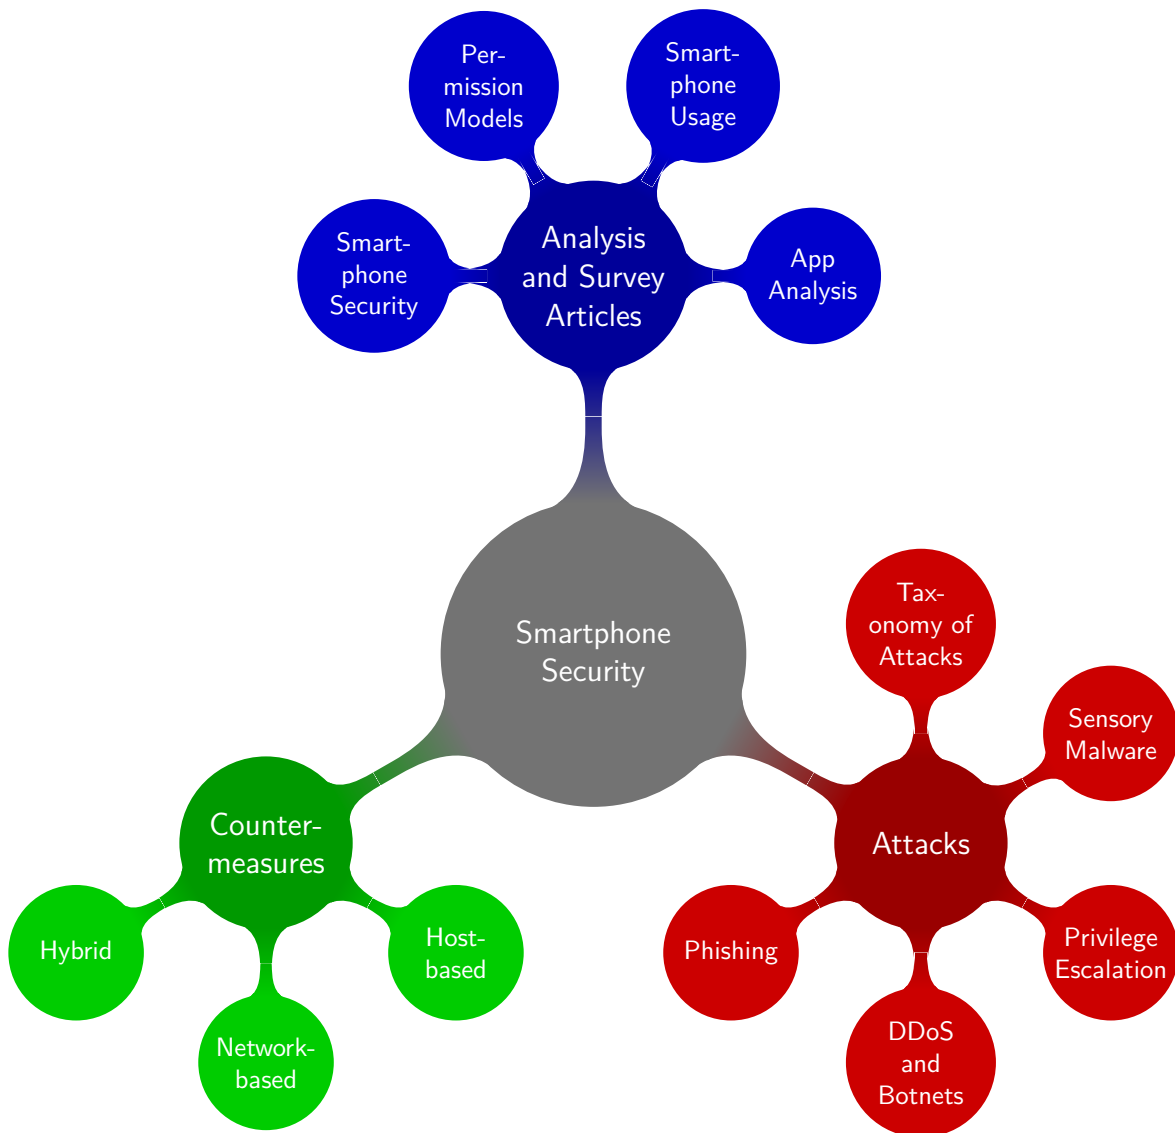 Per-
mission
Models
Smart-
phone
Usage
Smart-
phone
Security
Analysis
and Survey
Articles
App
Analysis
Smartphone
Security
Tax-
onomy of
Attacks
Sensory
Malware
Counter-
measures
Attacks
Hybrid
Host-
based
Phishing
Privilege
Escalation
Network-
based
DDoS
and
Botnets